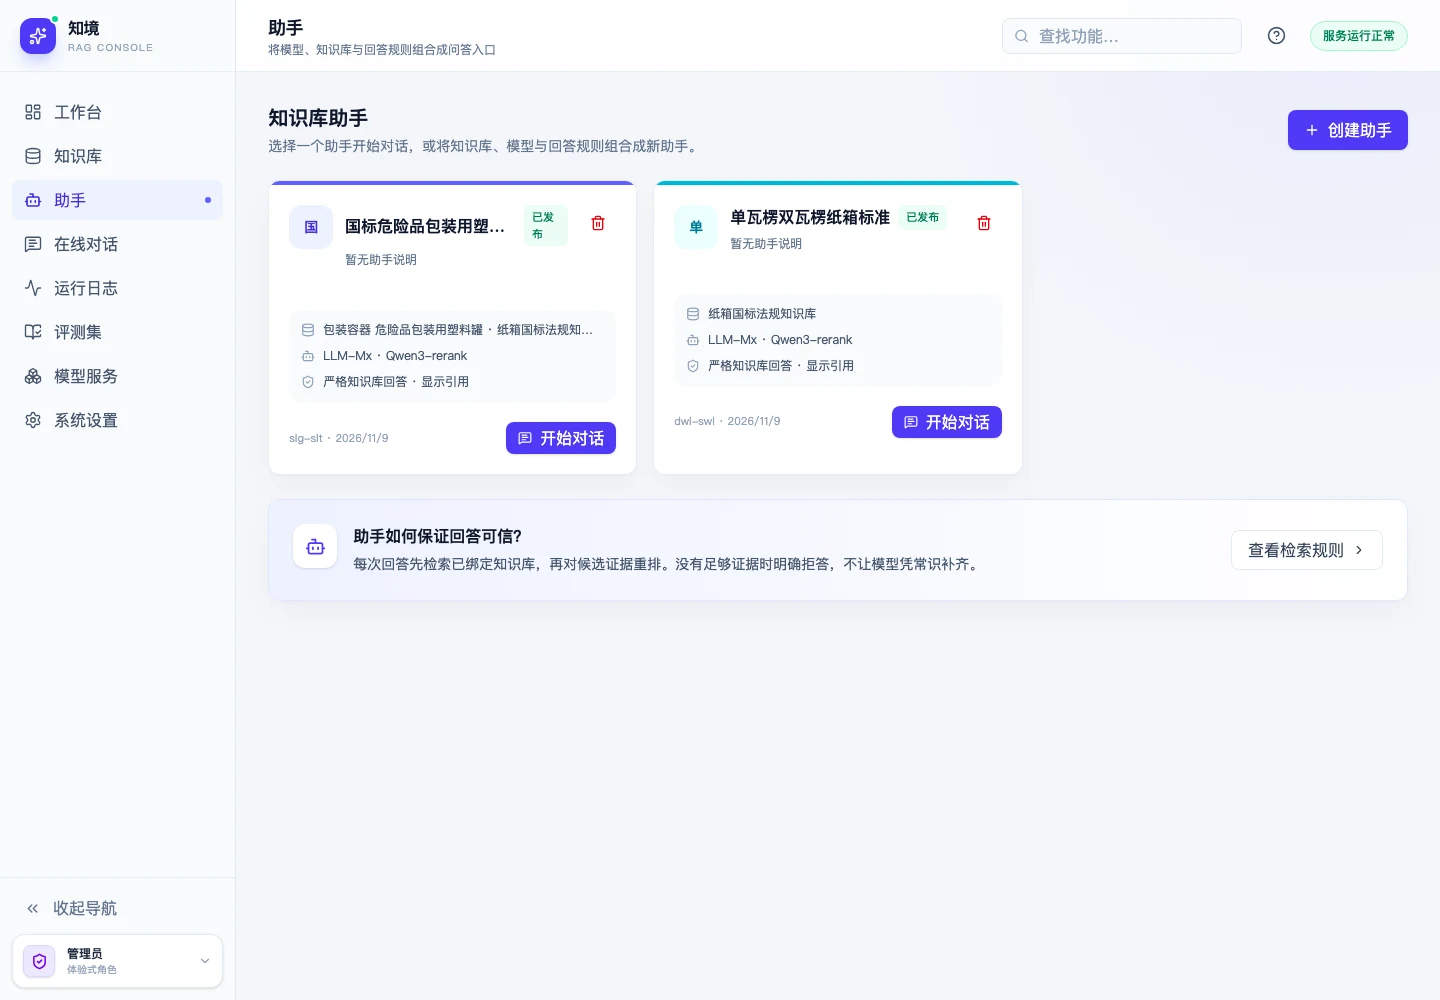 知境
RAG CONSOLE
工作台
知识库
助手
在线对话
运行日志
评测集
模型服务
系统设置
收起导航
管理员
体验式角色
助手
将模型、知识库与回答规则组合成问答入口
查找功能...
服务运行正常
知识库助手
选择一个助手开始对话，或将知识库、模型与回答规则组合成新助手。
创建助手
国
国标危险品包装用塑...
已发布
暂无助手说明
包装容器 危险品包装用塑料罐 · 纸箱国标法规知...
LLM-Mx · Qwen3-rerank
严格知识库回答 · 显示引用
slg-slt · 2026/11/9
开始对话
单
单瓦楞双瓦楞纸箱标准
已发布
暂无助手说明
纸箱国标法规知识库
LLM-Mx · Qwen3-rerank
严格知识库回答 · 显示引用
dwl-swl · 2026/11/9
开始对话
助手如何保证回答可信？
每次回答先检索已绑定知识库，再对候选证据重排。没有足够证据时明确拒答，不让模型凭常识补齐。
查看检索规则